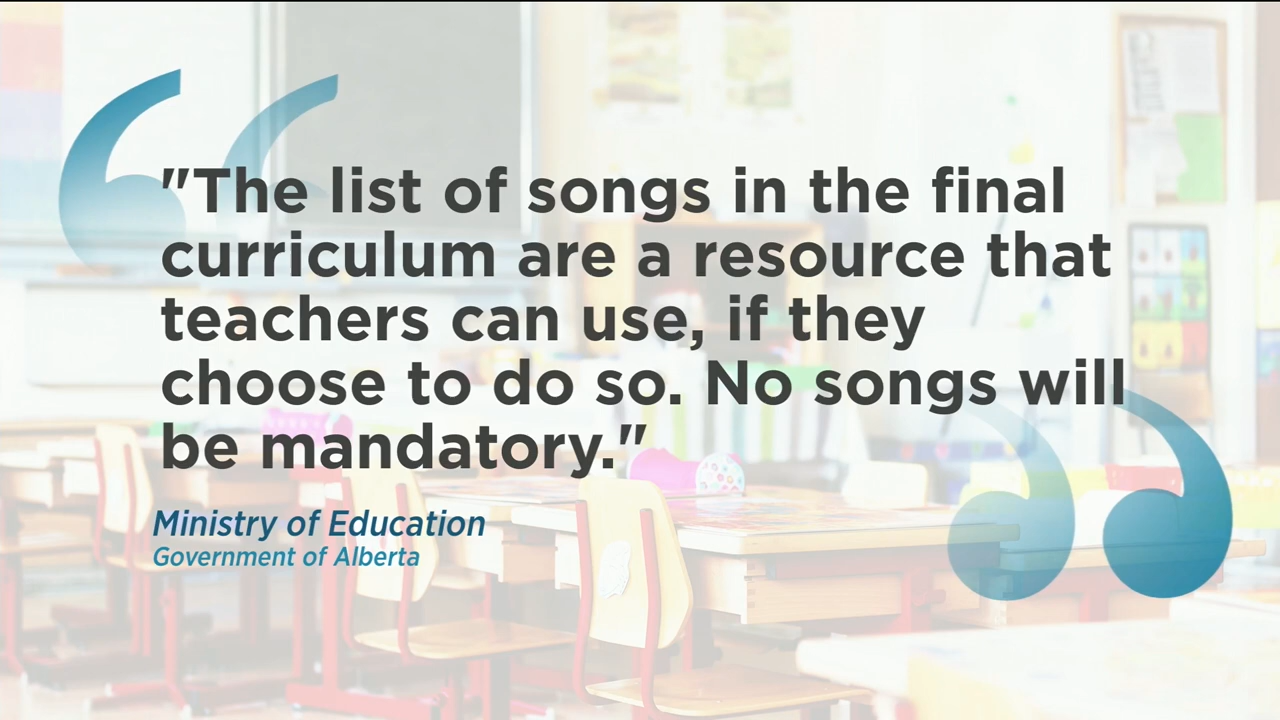 "The list of songs in the final
curriculum are a resource that
teachers can use, if they
choose to do so. No songs will
be mandatory."
Ministry of Education
Government of Alberta